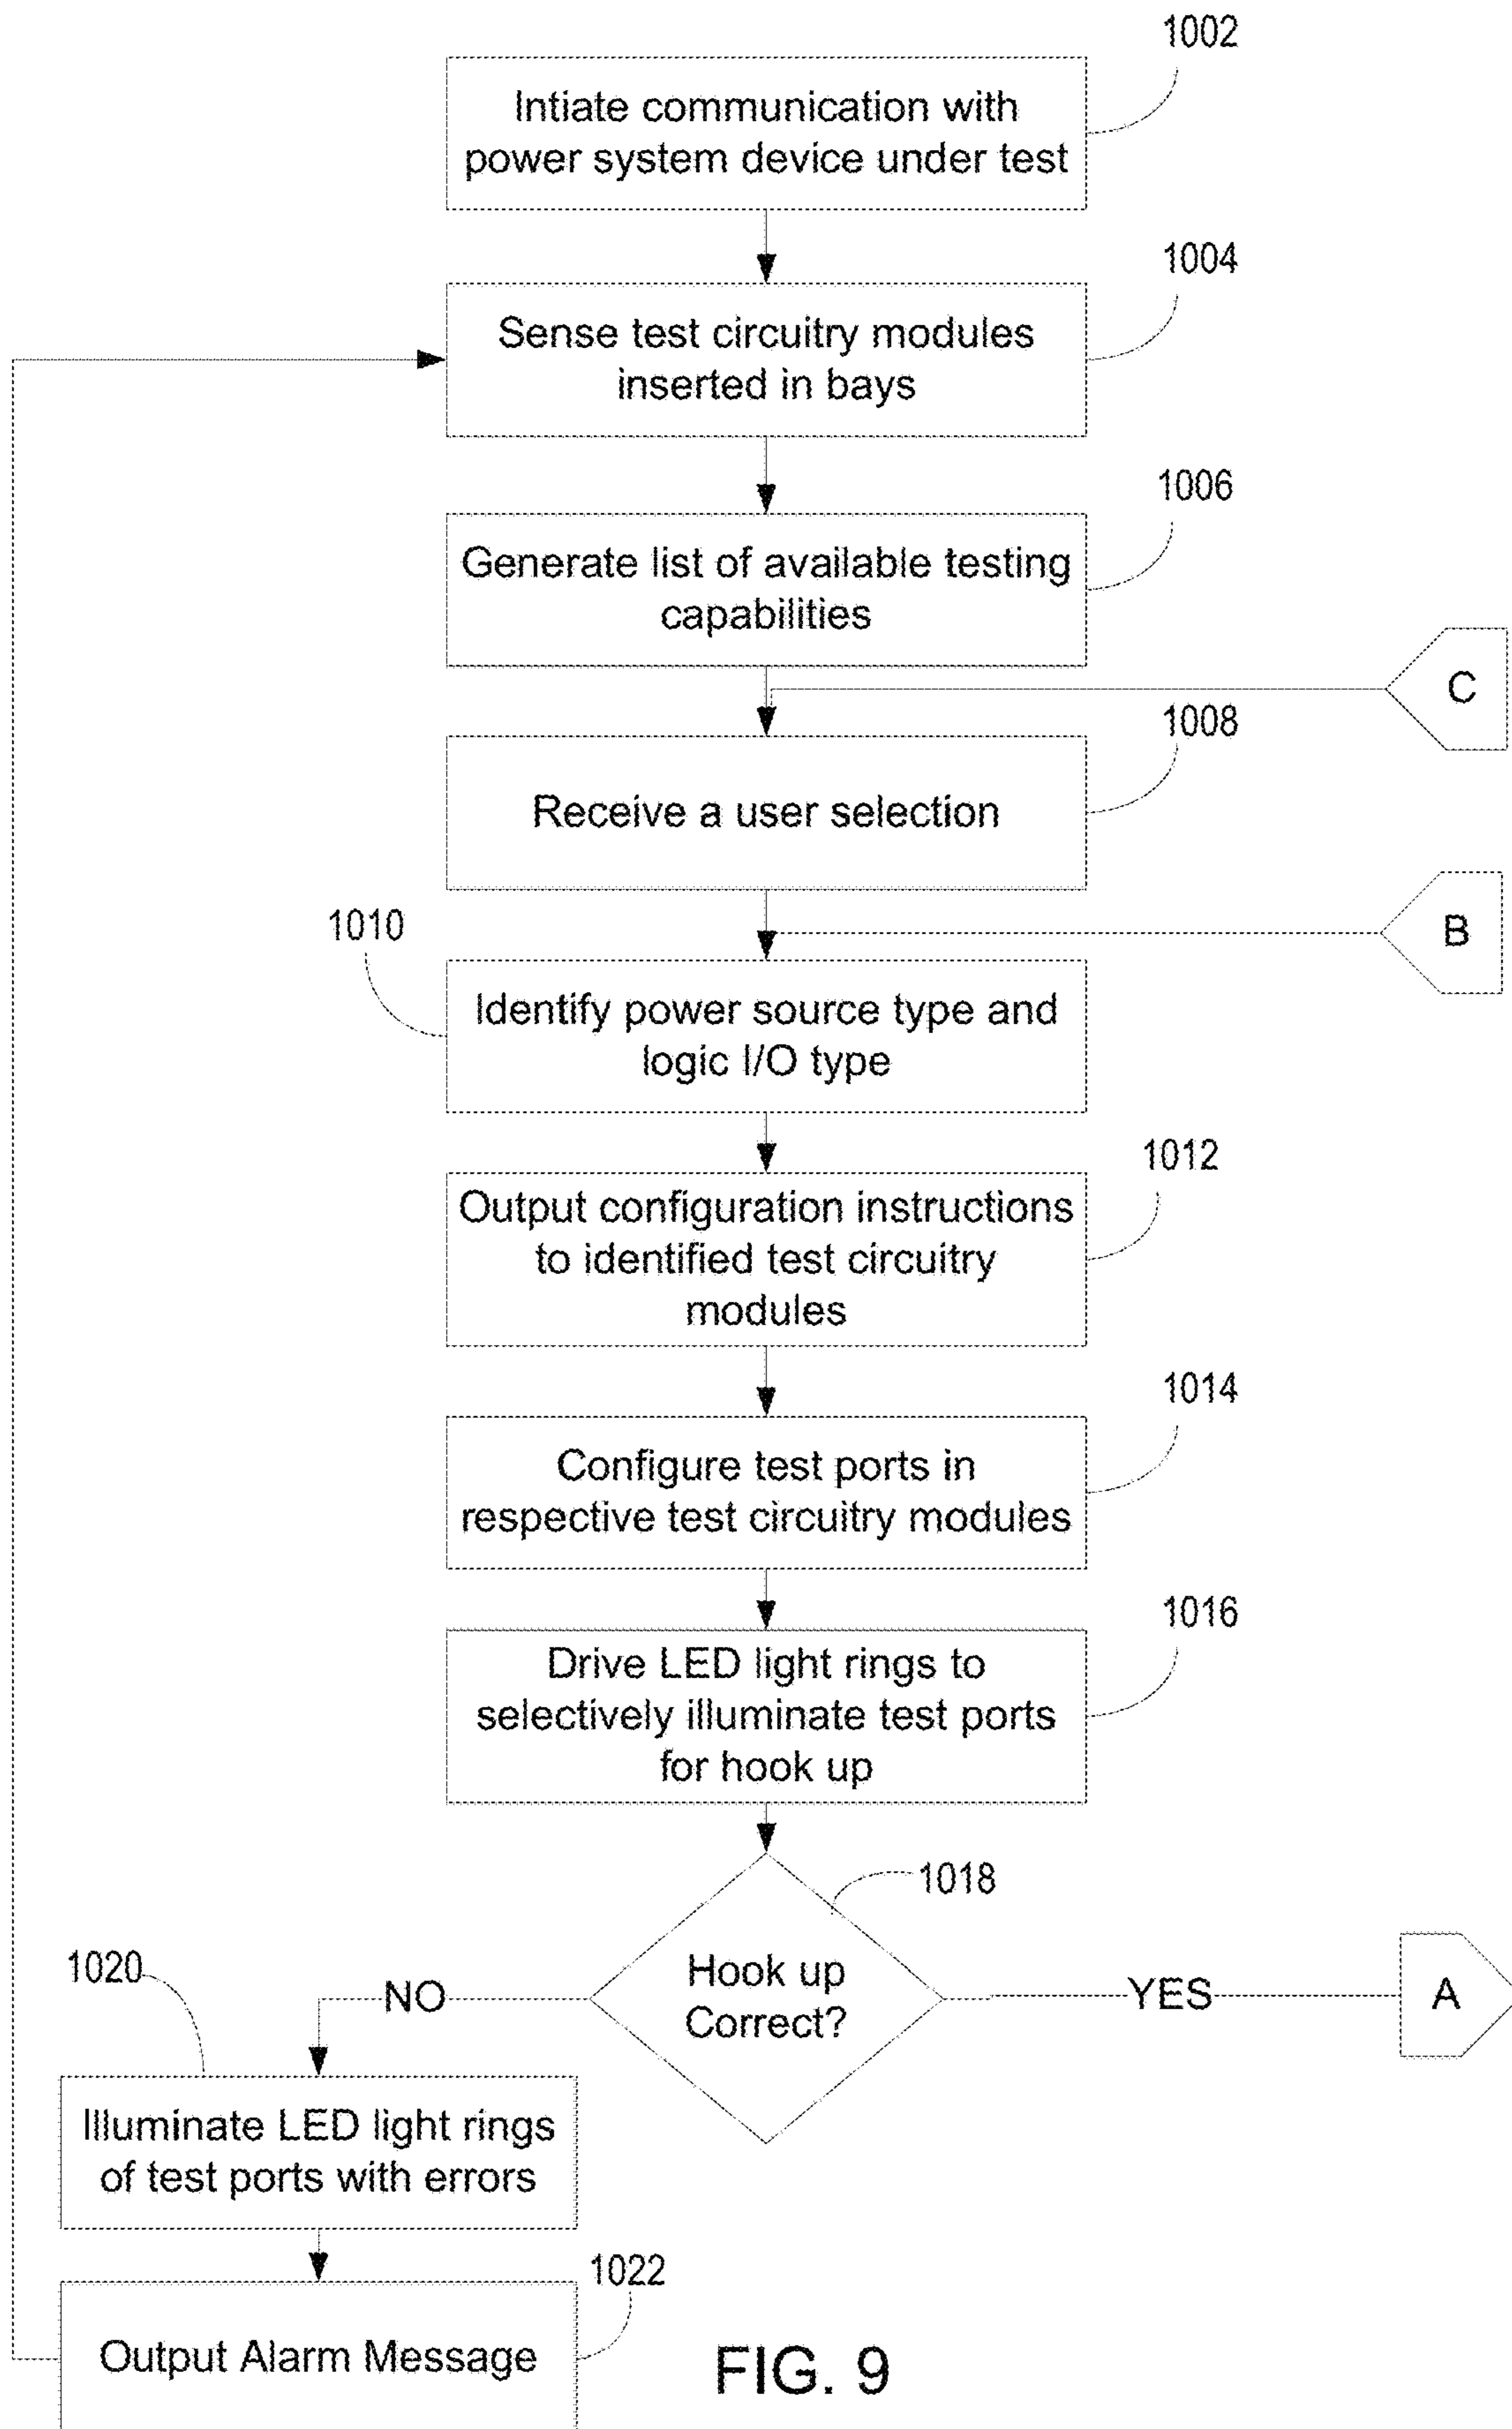 1002
Intiate communication with
power system device under test
1004
Sense test circuitry modules
inserted in bays
1006
Generate list of available testing
capabilities
C
1008
Receive a user selection
B
1010
Identify power source type and
logic I/O type
1012
Output configuration instructions
to identified test circuitry
modules
1014
Configure test ports in
respective test circuitry modules
1016
Drive LED light rings to
selectively illuminate test ports
for hook up
1018
Hook up
Correct?
NO
YES
A
1020
Illuminate LED light rings
of test ports with errors
1022
Output Alarm Message
FIG. 9